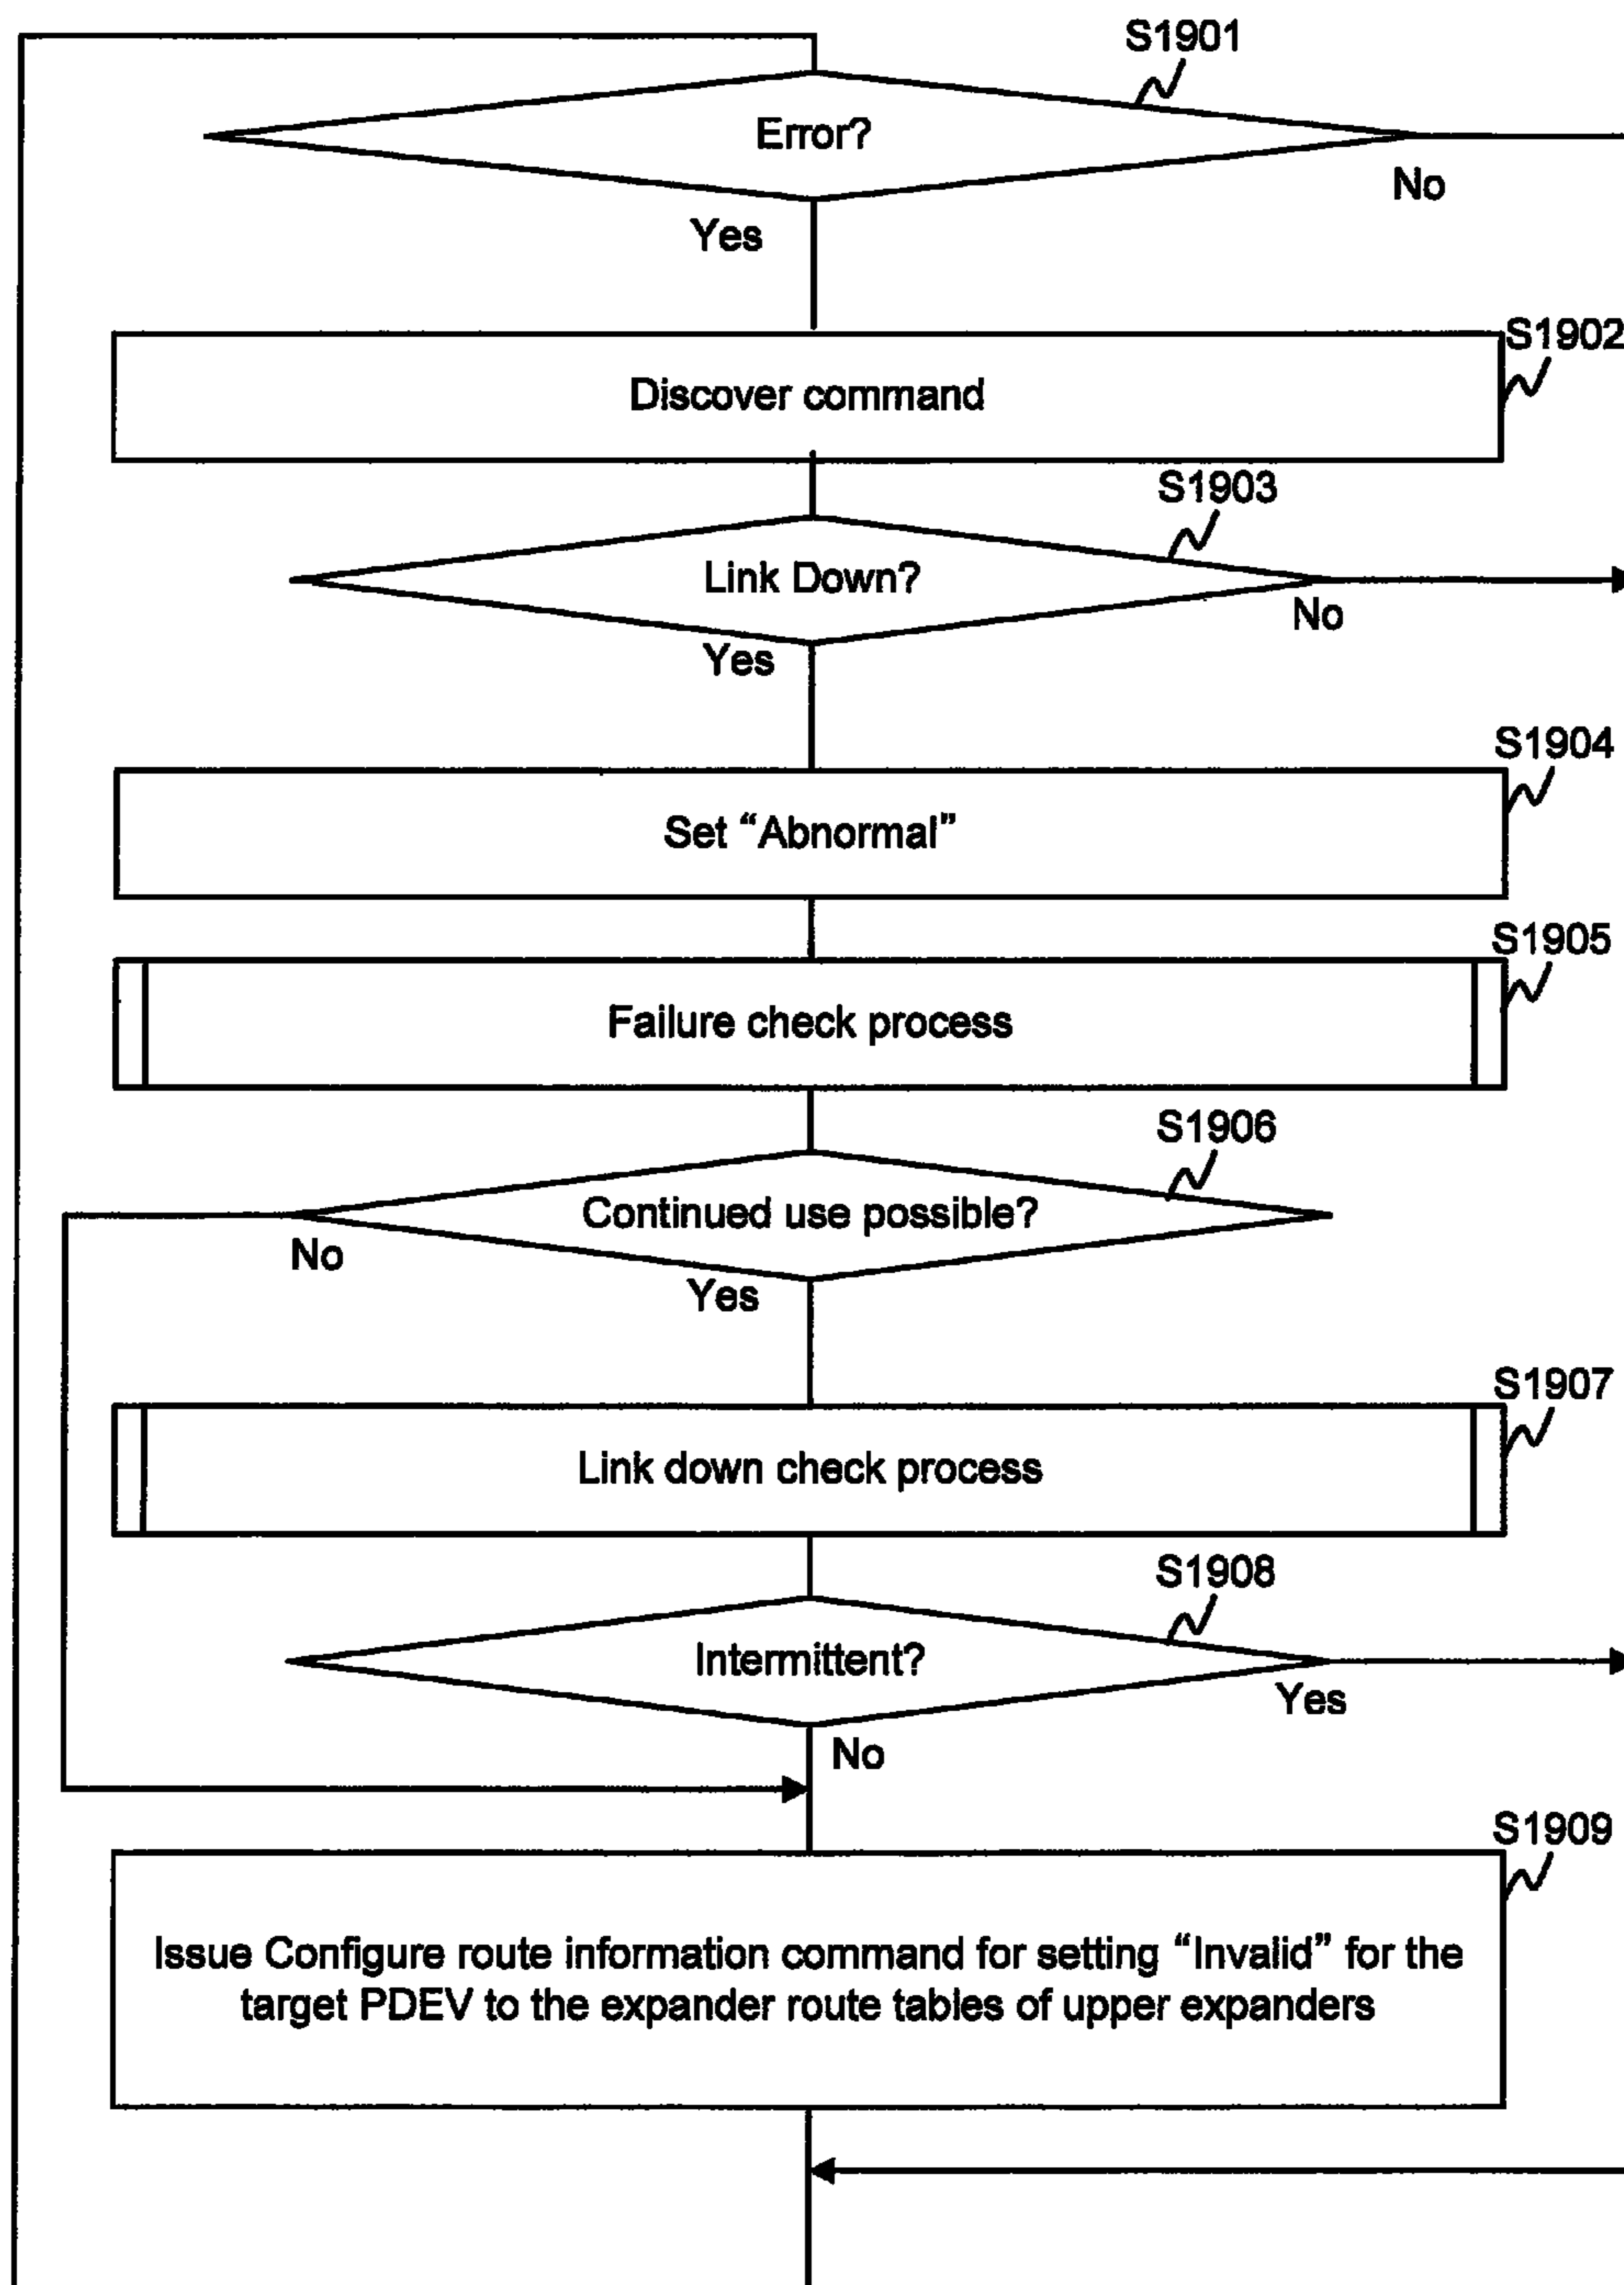 S1901
Error?
No
Yes
S1902
Discover command
S1903
Link Down?
No
Yes
S1904
Set “Abnormal”
S1905
Failure check process
S1906
Continued use possible?
No
Yes
S1907
Link down check process
S1908
Intermittent?
Yes
No
S1909
Issue Configure route information command for setting “Invalid” for the
target PDEV to the expander route tables of upper expanders